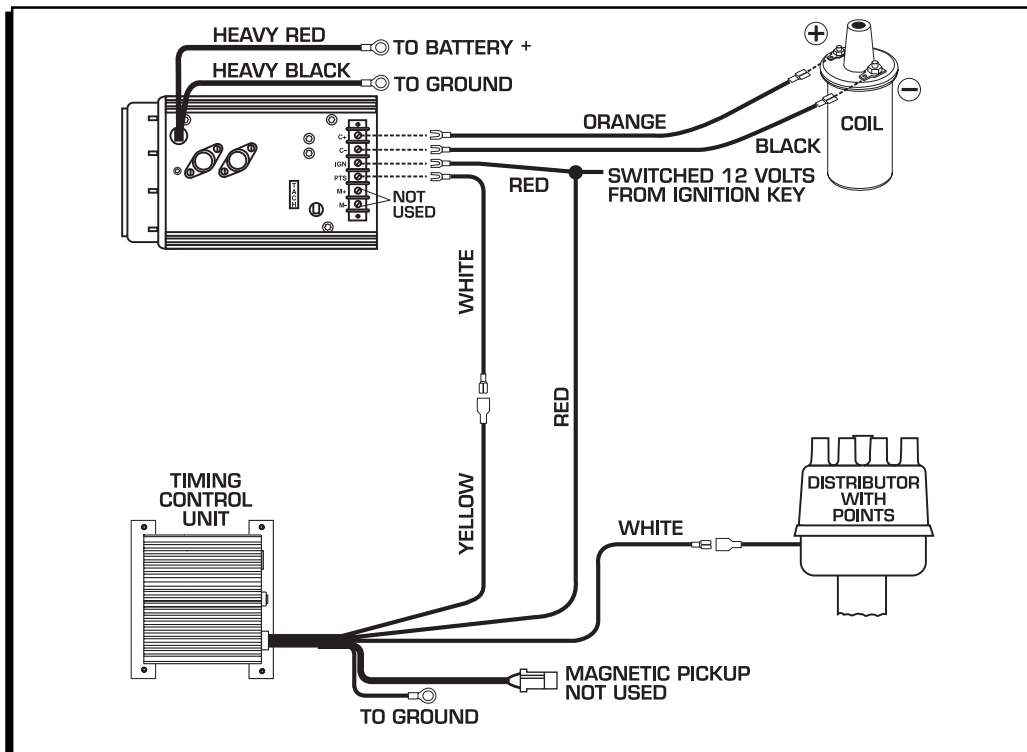 HEAVY RED
TO BATTERY +
HEAVY BLACK
TO GROUND
+
−
COIL
ORANGE
BLACK
C+
C-
IGN
PTS
M+
M-
TACH
NOT
USED
RED
SWITCHED 12 VOLTS
FROM IGNITION KEY
WHITE
RED
YELLOW
TIMING
CONTROL
UNIT
DISTRIBUTOR
WITH
POINTS
WHITE
MAGNETIC PICKUP
NOT USED
TO GROUND